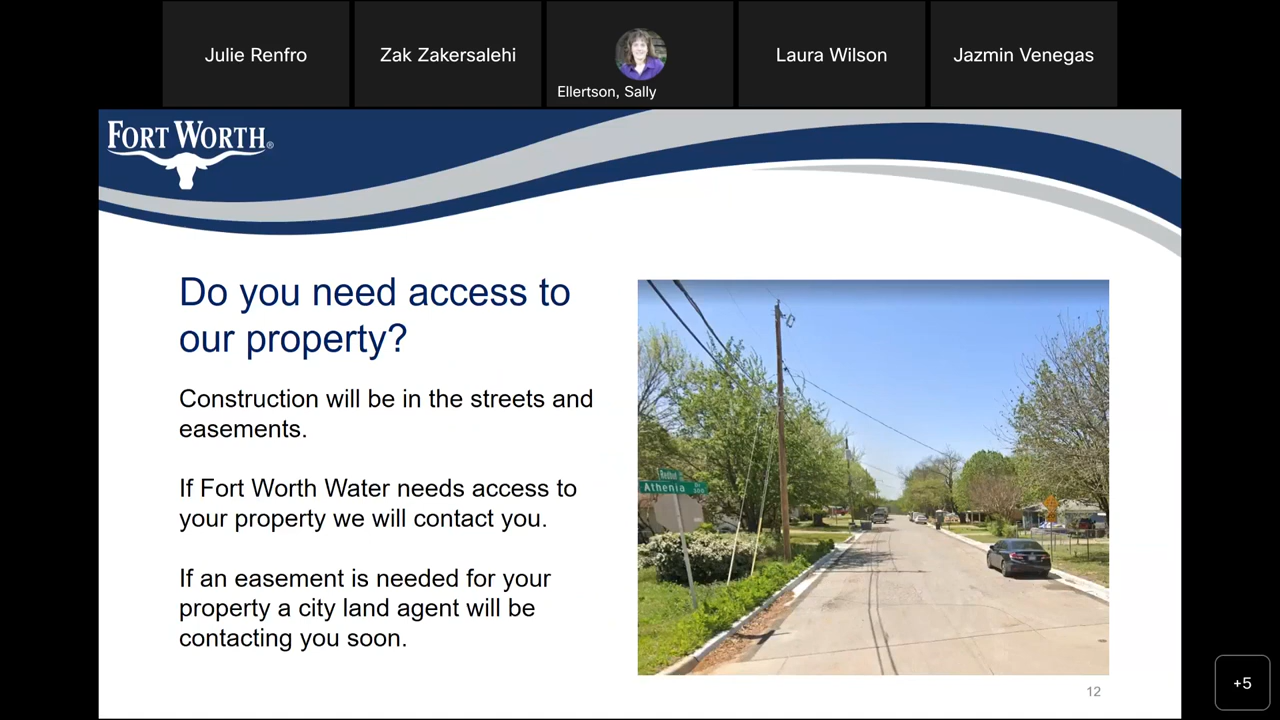 Julie Renfro
Zak Zakersalehi
Ellertson, Sally
Laura Wilson
Jazmin Venegas
FORT WORTH®
Do you need access to
our property?
Construction will be in the streets and
easements.
If Fort Worth Water needs access to
your property we will contact you.
If an easement is needed for your
property a city land agent will be
contacting you soon.
Redbud
Athenia
12
+5